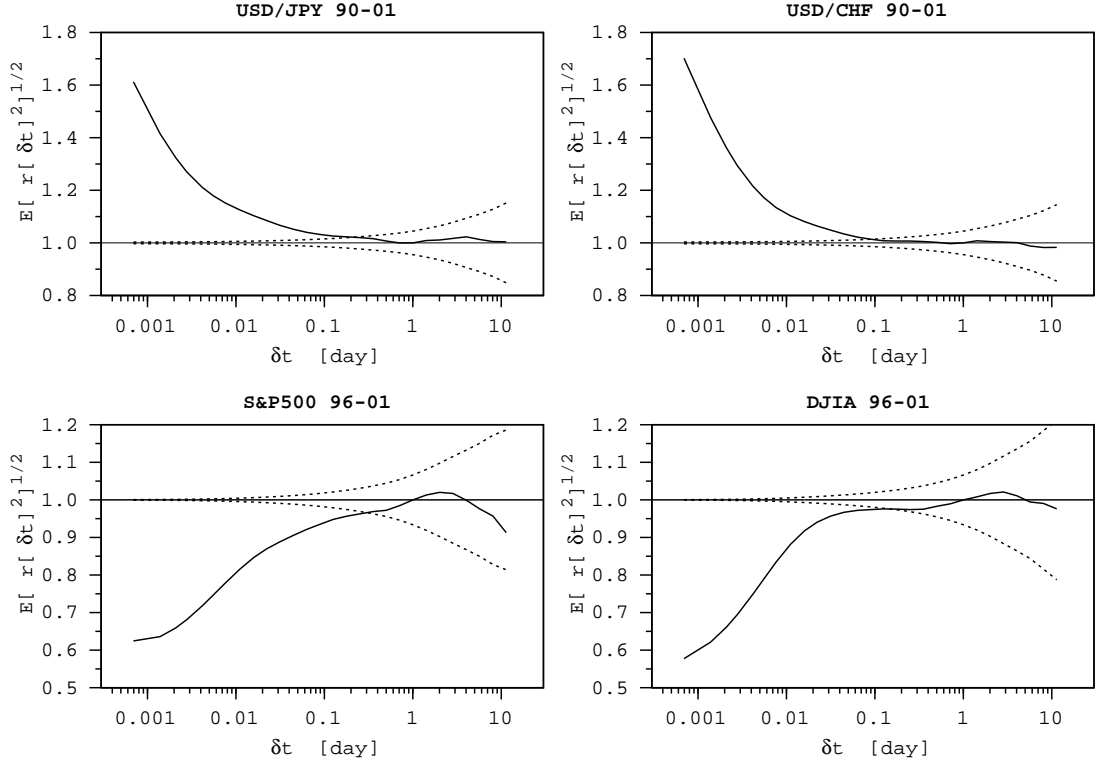 USD/JPY 90-01
E[ r[ δt]²]^1/2
1.8
1.6
1.4
1.2
1.0
0.8
0.001 0.01 0.1 1 10
δt [day]
USD/CHF 90-01
E[ r[ δt]²]^1/2
1.8
1.6
1.4
1.2
1.0
0.8
0.001 0.01 0.1 1 10
δt [day]
S&P500 96-01
E[ r[ δt]²]^1/2
1.2
1.1
1.0
0.9
0.8
0.7
0.6
0.5
0.001 0.01 0.1 1 10
δt [day]
DJIA 96-01
E[ r[ δt]²]^1/2
1.2
1.1
1.0
0.9
0.8
0.7
0.6
0.5
0.001 0.01 0.1 1 10
δt [day]